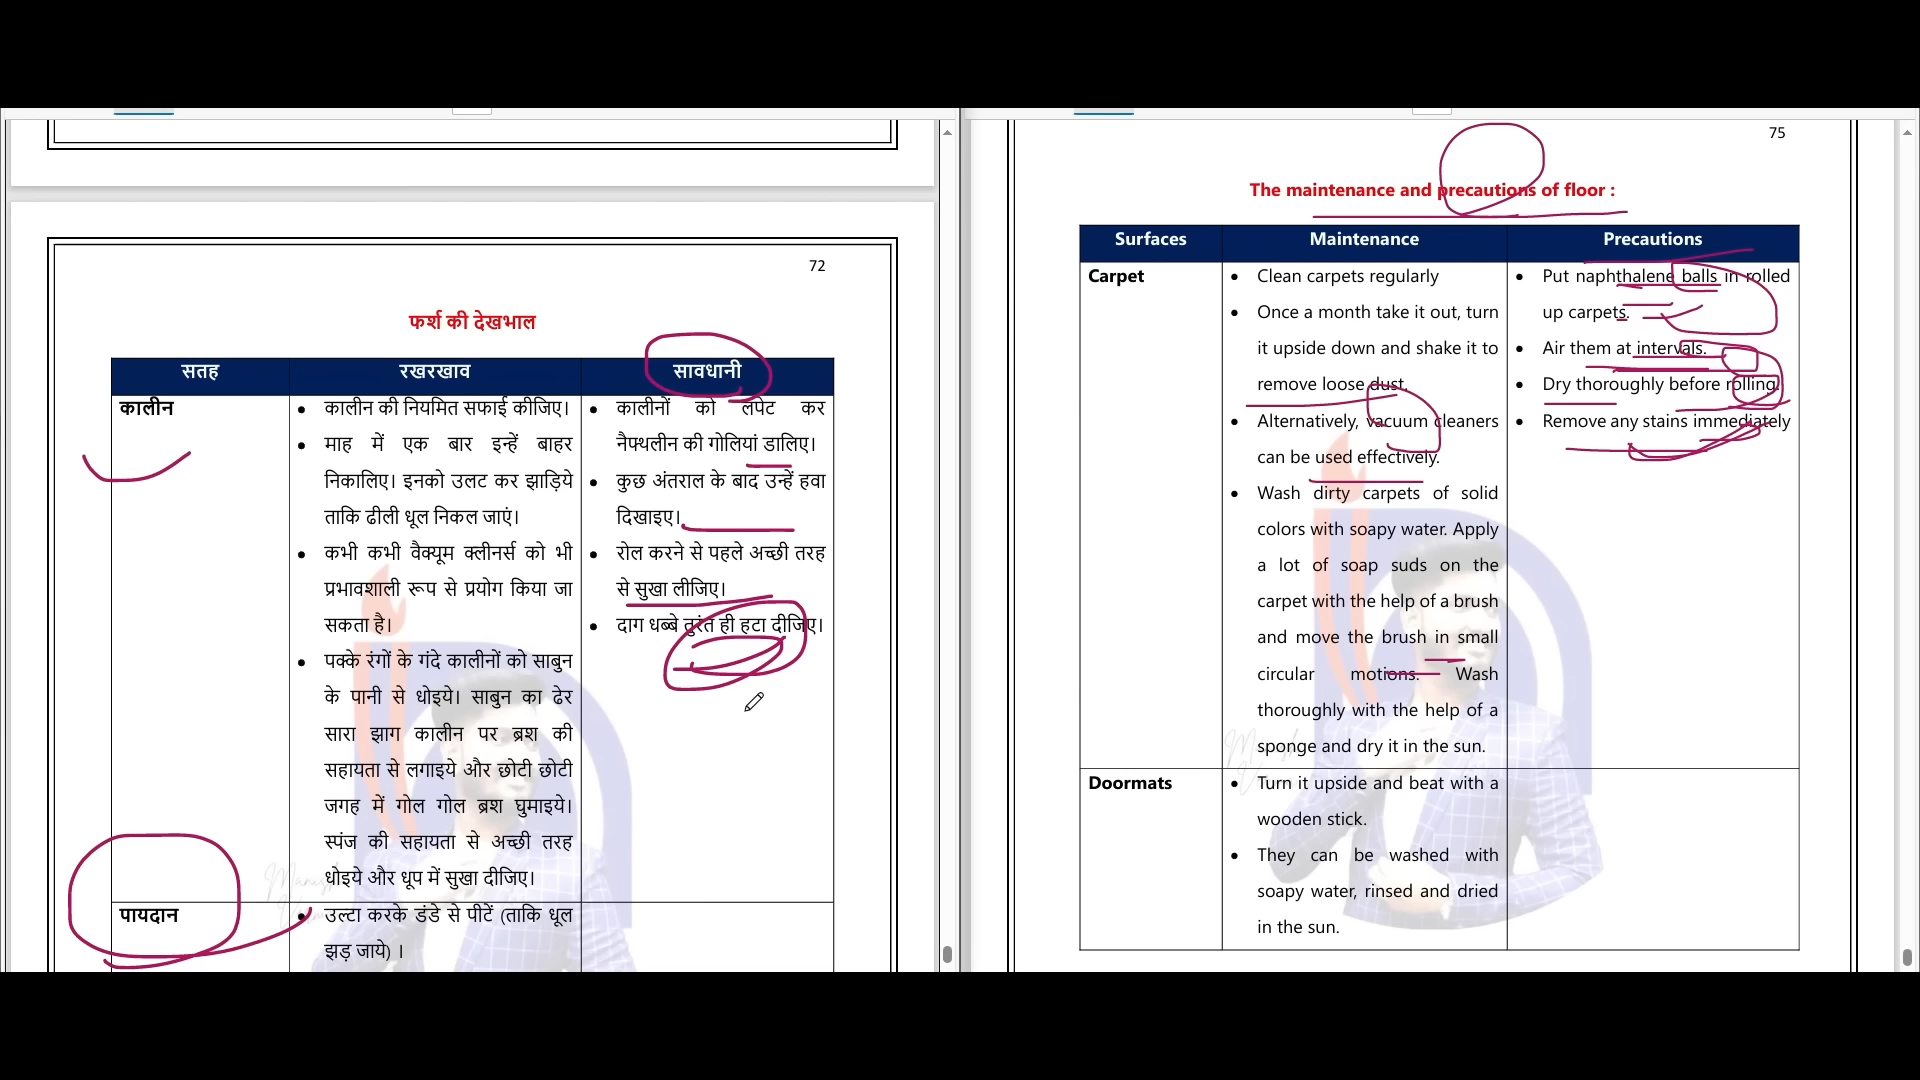 72
फर्श की देखभाल
सतह
रखरखाव
सावधानी
कालीन
• कालीन की नियमित सफाई कीजिए।
• माह में एक बार इन्हें बाहर
निकालिए। इनको उलट कर झाड़िये
ताकि ढीली धूल निकल जाएं।
• कभी कभी वैक्यूम क्लीनर्स को भी
प्रभावशाली रूप से प्रयोग किया जा
सकता है।
• पक्के रंगों के गंदे कालीनों को साबुन
के पानी से धोइये। साबुन का ढेर
सारा झाग कालीन पर ब्रश की
सहायता से लगाइये और छोटी छोटी
जगह में गोल गोल ब्रश घुमाइये।
स्पंज की सहायता से अच्छी तरह
धोइये और धूप में सुखा दीजिए।
• कालीनों को लपेट कर
नैफ्थलीन की गोलियां डालिए।
• कुछ अंतराल के बाद उन्हें हवा
दिखाइए।
• रोल करने से पहले अच्छी तरह
से सुखा लीजिए।
• दाग धब्बे तुरंत ही हटा दीजिए।
पायदान
• उल्टा करके डंडे से पीटें (ताकि धूल
झड़ जाये) ।
75
The maintenance and precautions of floor :
Surfaces
Maintenance
Precautions
Carpet
• Clean carpets regularly
• Once a month take it out, turn
it upside down and shake it to
remove loose dust.
• Alternatively, vacuum cleaners
can be used effectively.
• Wash dirty carpets of solid
colors with soapy water. Apply
a lot of soap suds on the
carpet with the help of a brush
and move the brush in small
circular motions. Wash
thoroughly with the help of a
sponge and dry it in the sun.
• Put naphthalene balls in rolled
up carpets.
• Air them at intervals.
• Dry thoroughly before rolling.
• Remove any stains immediately
Doormats
• Turn it upside and beat with a
wooden stick.
• They can be washed with
soapy water, rinsed and dried
in the sun.